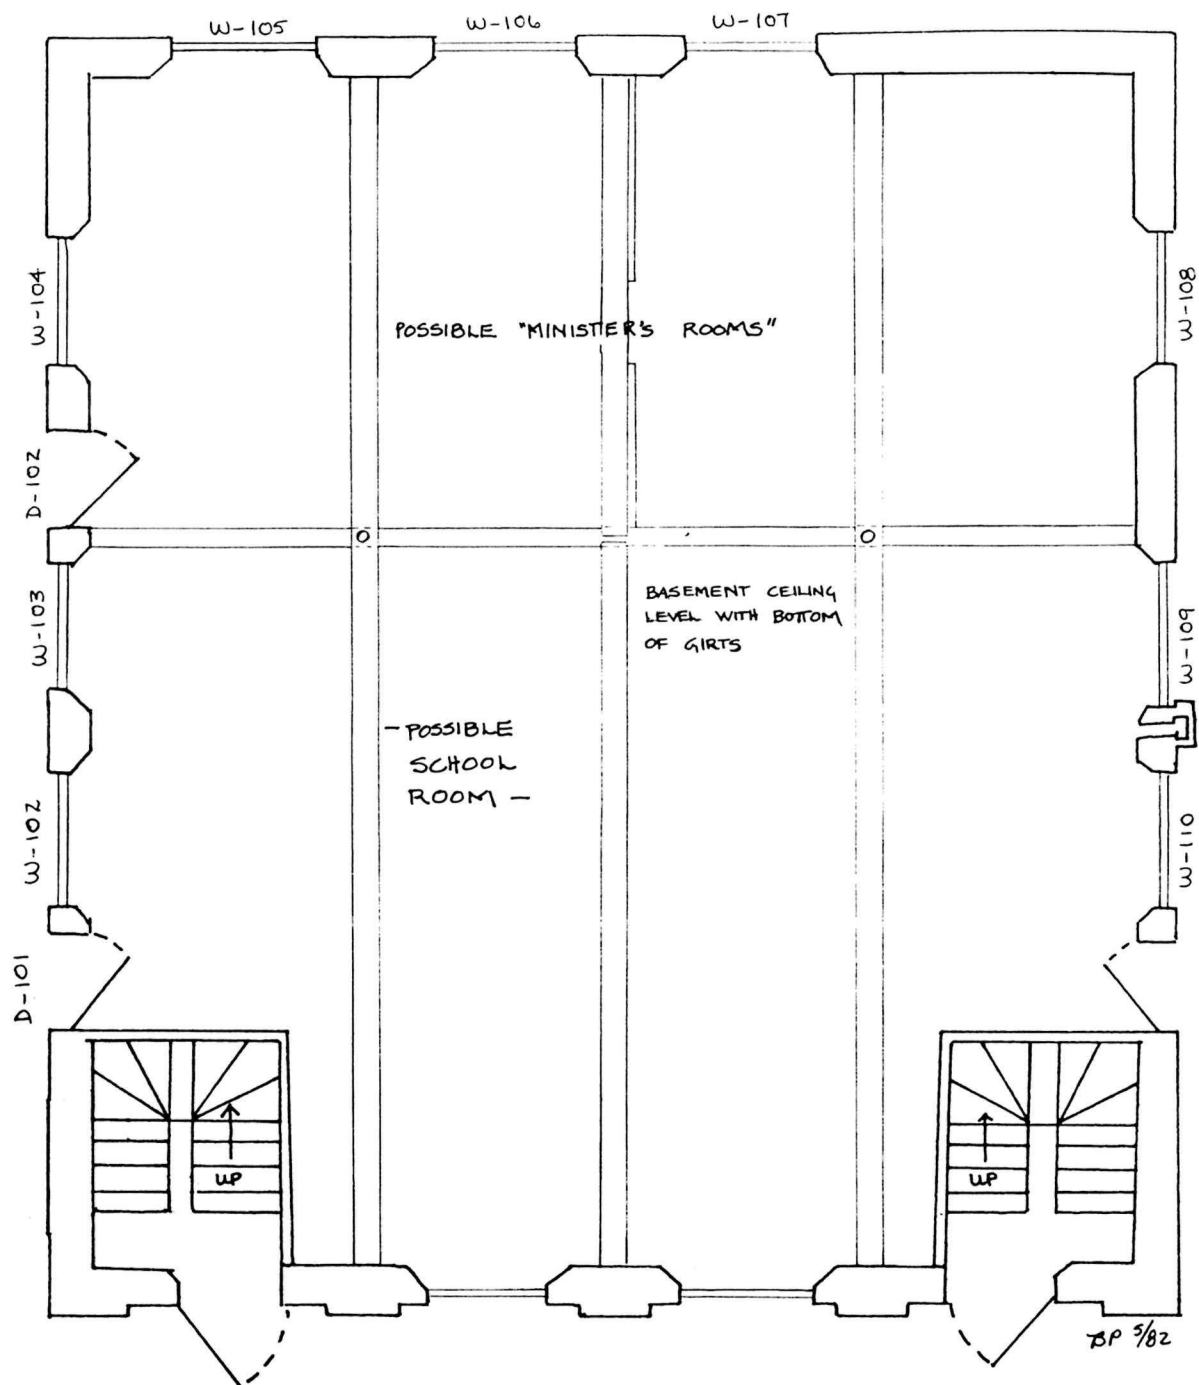 W-105
W-106
W-107
W-104
W-108
POSSIBLE "MINISTER'S ROOMS"
D-102
W-103
BASEMENT CEILING
LEVEL WITH BOTTOM
OF GIRTS
W-109
– POSSIBLE
SCHOOL
ROOM –
W-102
W-110
D-101
UP
UP
BP 5/82